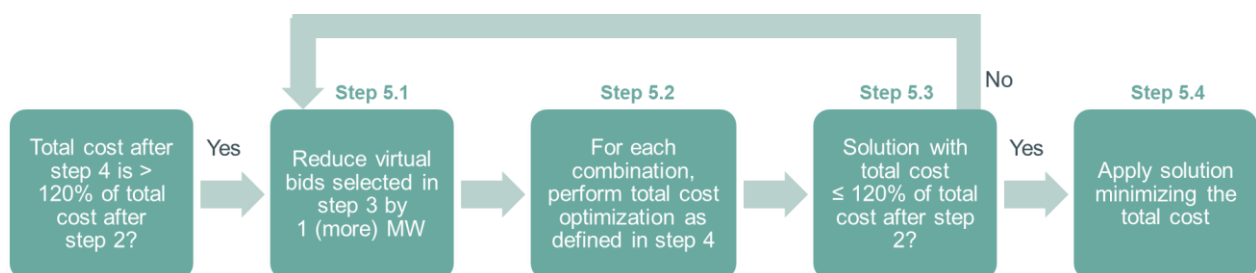 No
Step 5.1
Step 5.2
Step 5.3
Step 5.4
Total cost after
step 4 is >
120% of total
cost after
step 2?
Yes
Reduce virtual
bids selected in
step 3 by
1 (more) MW
For each
combination,
perform total cost
optimization as
defined in step 4
Solution with
total cost
≤ 120% of total
cost after step
2?
Yes
Apply solution
minimizing the
total cost